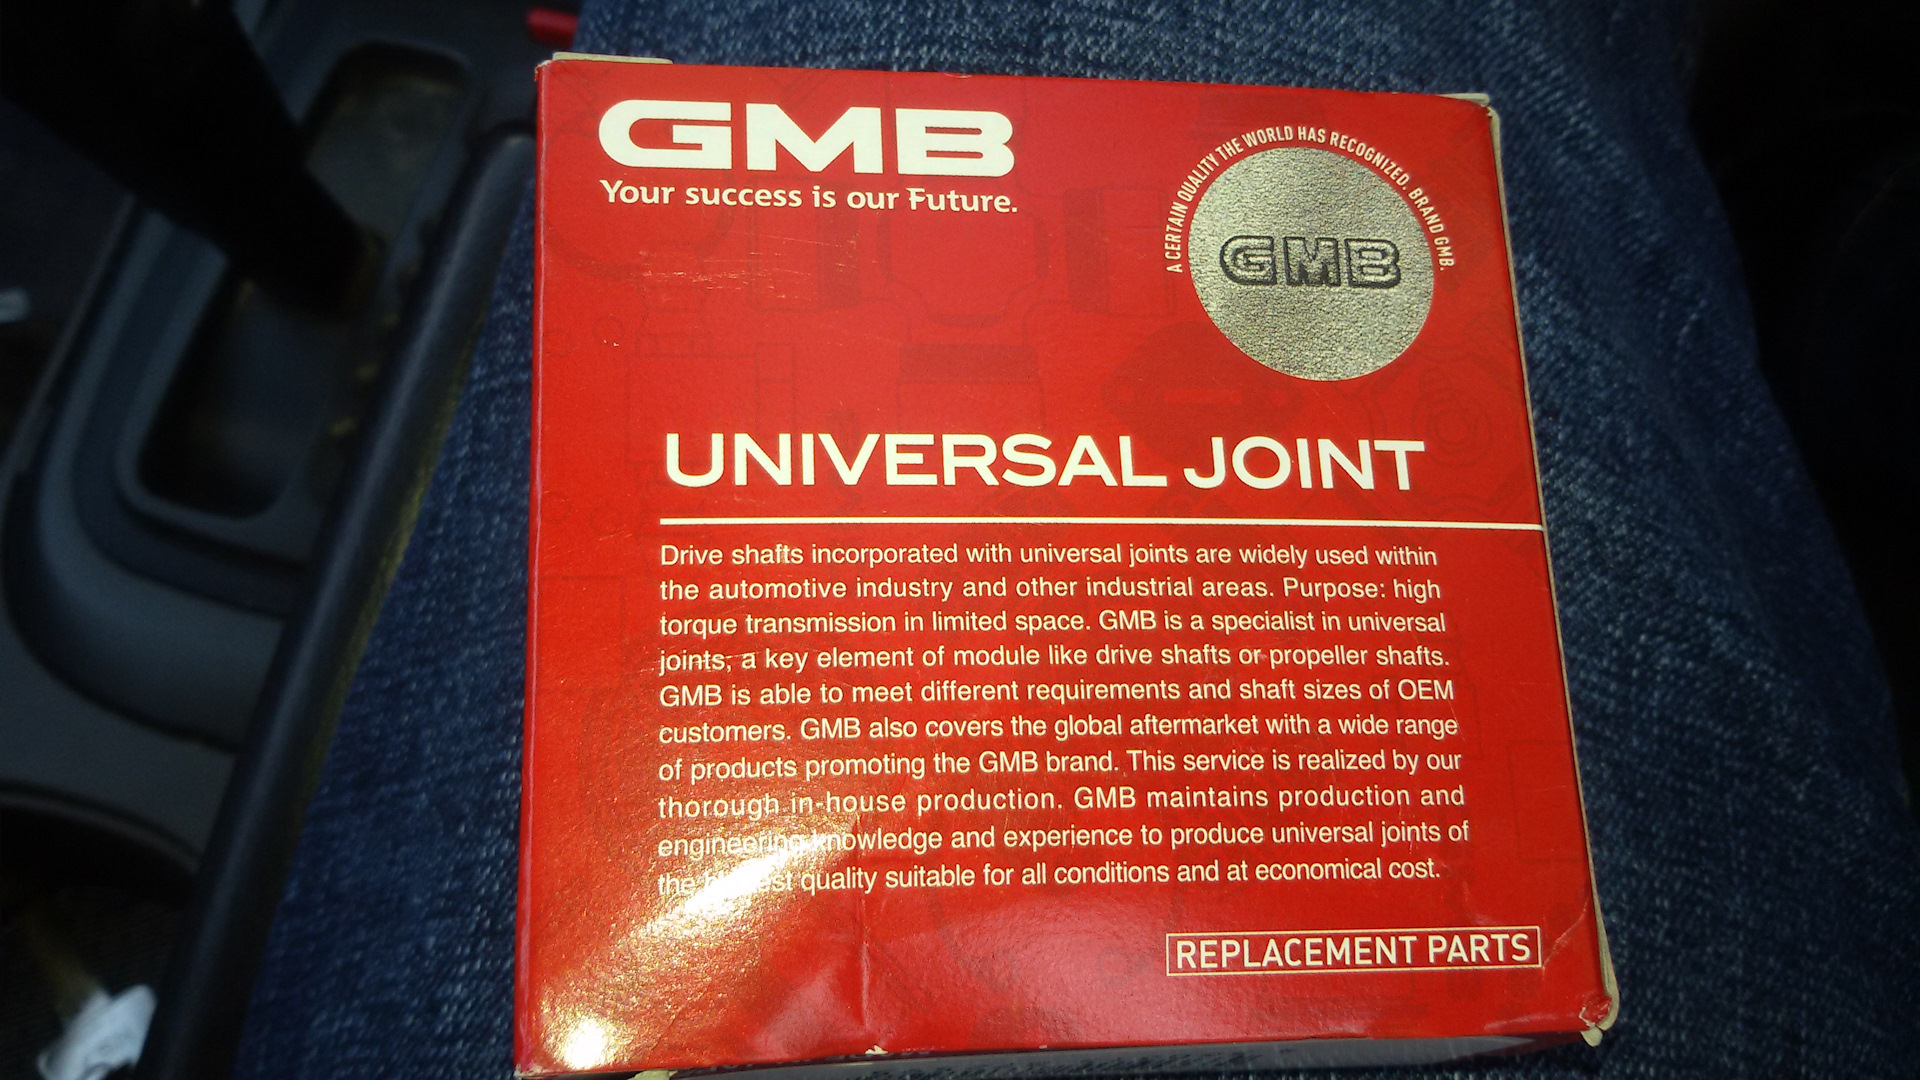 GMB
Your success is our Future.
A CERTAIN QUALITY THE WORLD HAS RECOGNIZED. BRAND GMB.
GMB
UNIVERSAL JOINT
Drive shafts incorporated with universal joints are widely used within
the automotive industry and other industrial areas. Purpose: high
torque transmission in limited space. GMB is a specialist in universal
joints, a key element of module like drive shafts or propeller shafts.
GMB is able to meet different requirements and shaft sizes of OEM
customers. GMB also covers the global aftermarket with a wide range
of products promoting the GMB brand. This service is realized by our
thorough in-house production. GMB maintains production and
engineering knowledge and experience to produce universal joints of
the highest quality suitable for all conditions and at economical cost.
REPLACEMENT PARTS